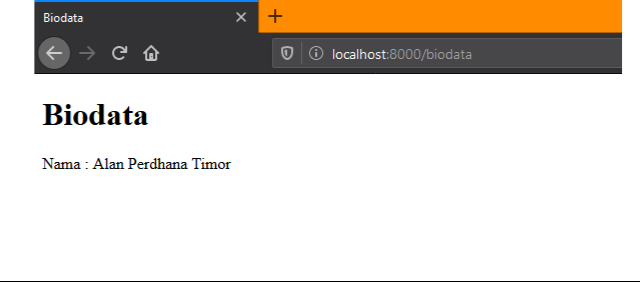 Biodata
localhost:8000/biodata
Biodata
Nama : Alan Perdhana Timor